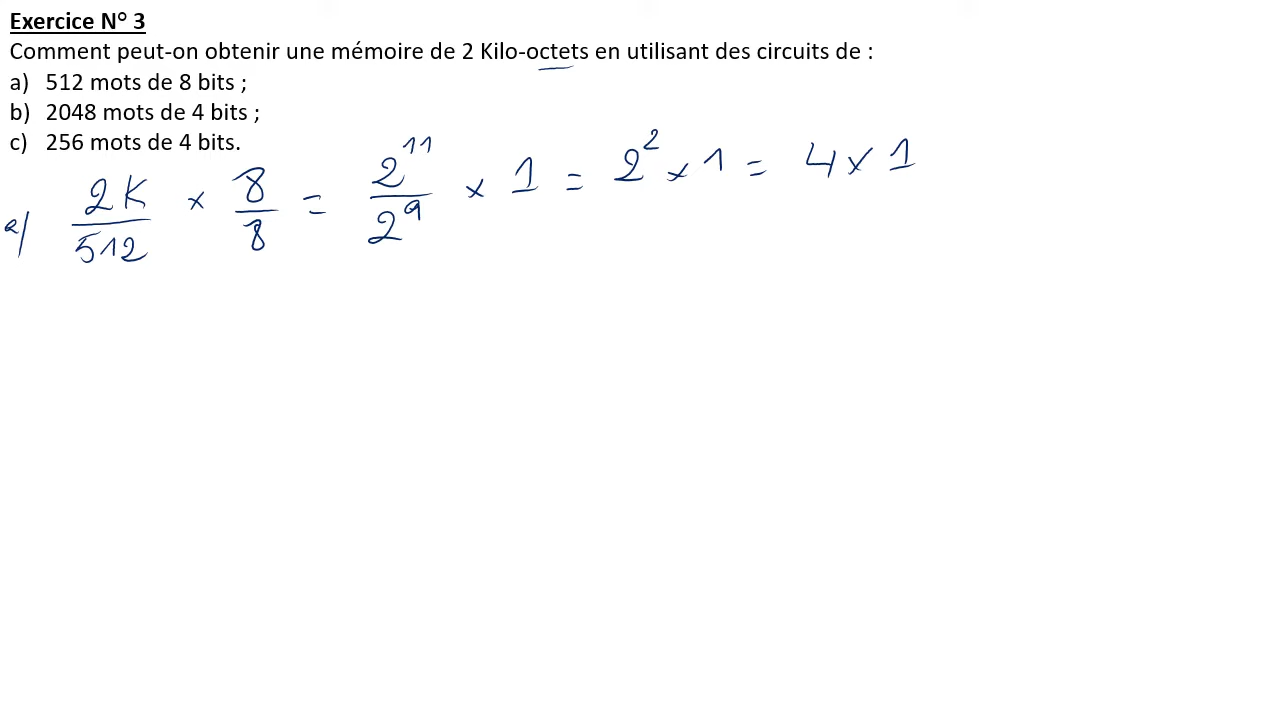 Exercice N° 3
Comment peut-on obtenir une mémoire de 2 Kilo-octets en utilisant des circuits de :
a) 512 mots de 8 bits ;
b) 2048 mots de 4 bits ;
c) 256 mots de 4 bits.
a/ 2K/512 × 8/8 = 2^11/2^9 × 1 = 2^2 × 1 = 4 × 1